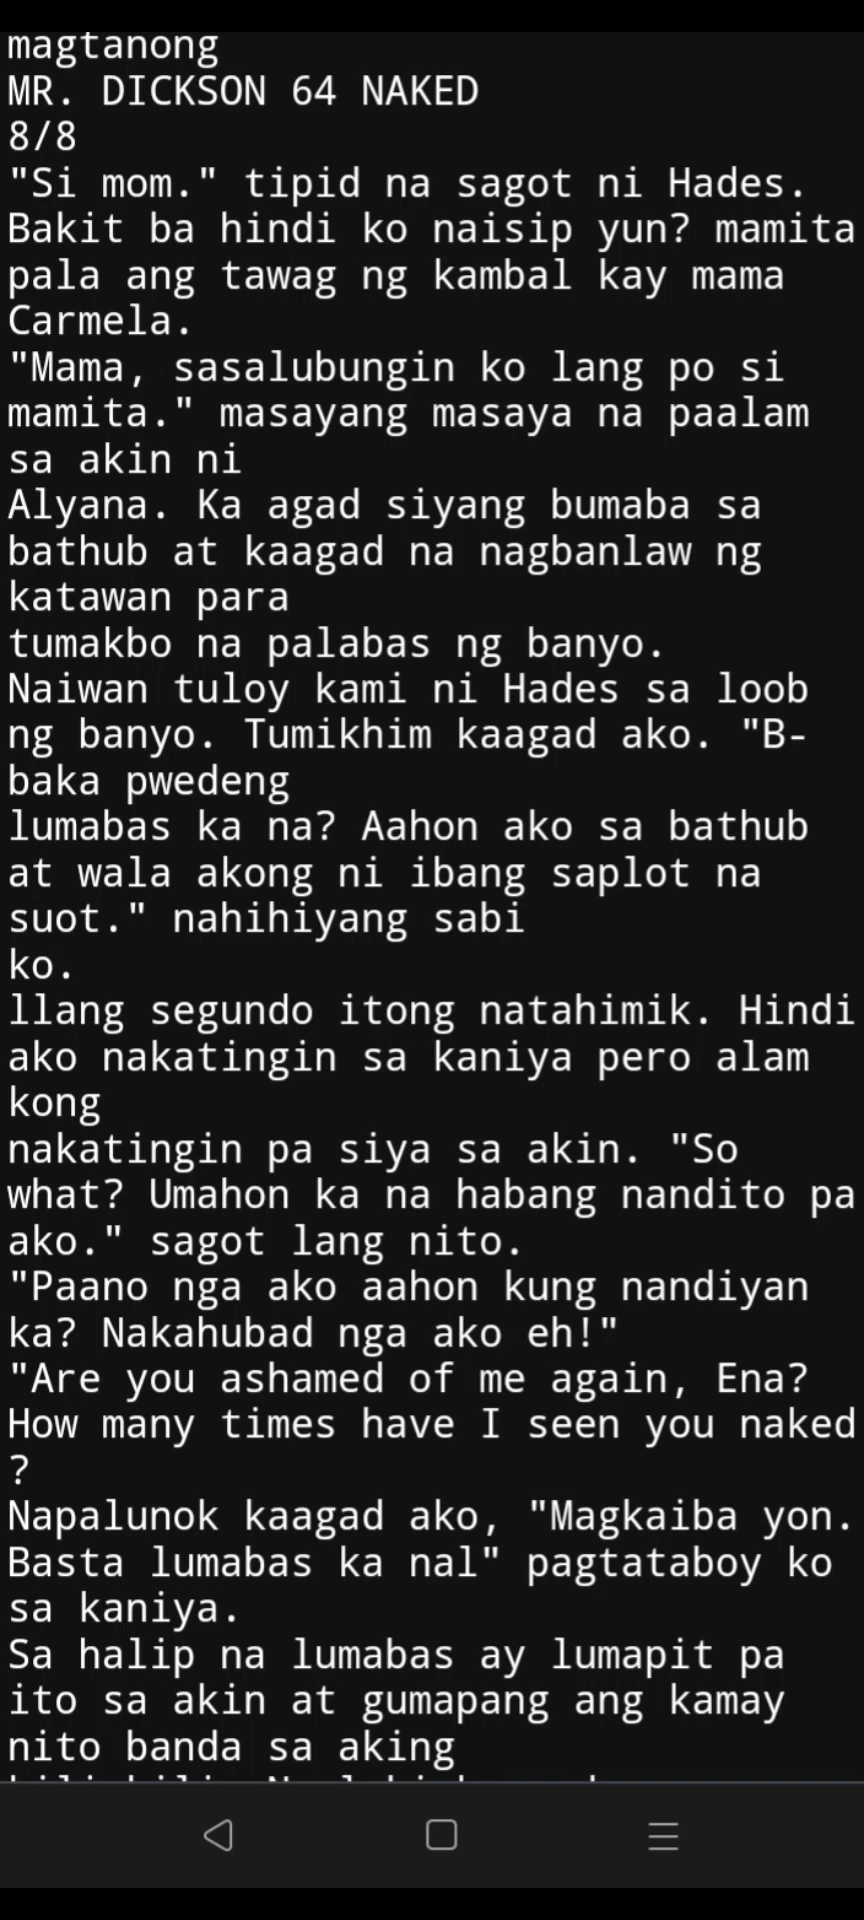 magtanong
MR. DICKSON 64 NAKED
8/8
"Si mom." tipid na sagot ni Hades.
Bakit ba hindi ko naisip yun? mamita
pala ang tawag ng kambal kay mama
Carmela.
"Mama, sasalubungin ko lang po si
mamita." masayang masaya na paalam
sa akin ni
Alyana. Ka agad siyang bumaba sa
bathub at kaagad na nagbanlaw ng
katawan para
tumakbo na palabas ng banyo.
Naiwan tuloy kami ni Hades sa loob
ng banyo. Tumikhim kaagad ako. "B-
baka pwedeng
lumabas ka na? Aahon ako sa bathub
at wala akong ni ibang saplot na
suot." nahihiyang sabi
ko.
llang segundo itong natahimik. Hindi
ako nakatingin sa kaniya pero alam
kong
nakatingin pa siya sa akin. "So
what? Umahon ka na habang nandito pa
ako." sagot lang nito.
"Paano nga ako aahon kung nandiyan
ka? Nakahubad nga ako eh!"
"Are you ashamed of me again, Ena?
How many times have I seen you naked
?
Napalunok kaagad ako, "Magkaiba yon.
Basta lumabas ka nal" pagtataboy ko
sa kaniya.
Sa halip na lumabas ay lumapit pa
ito sa akin at gumapang ang kamay
nito banda sa aking